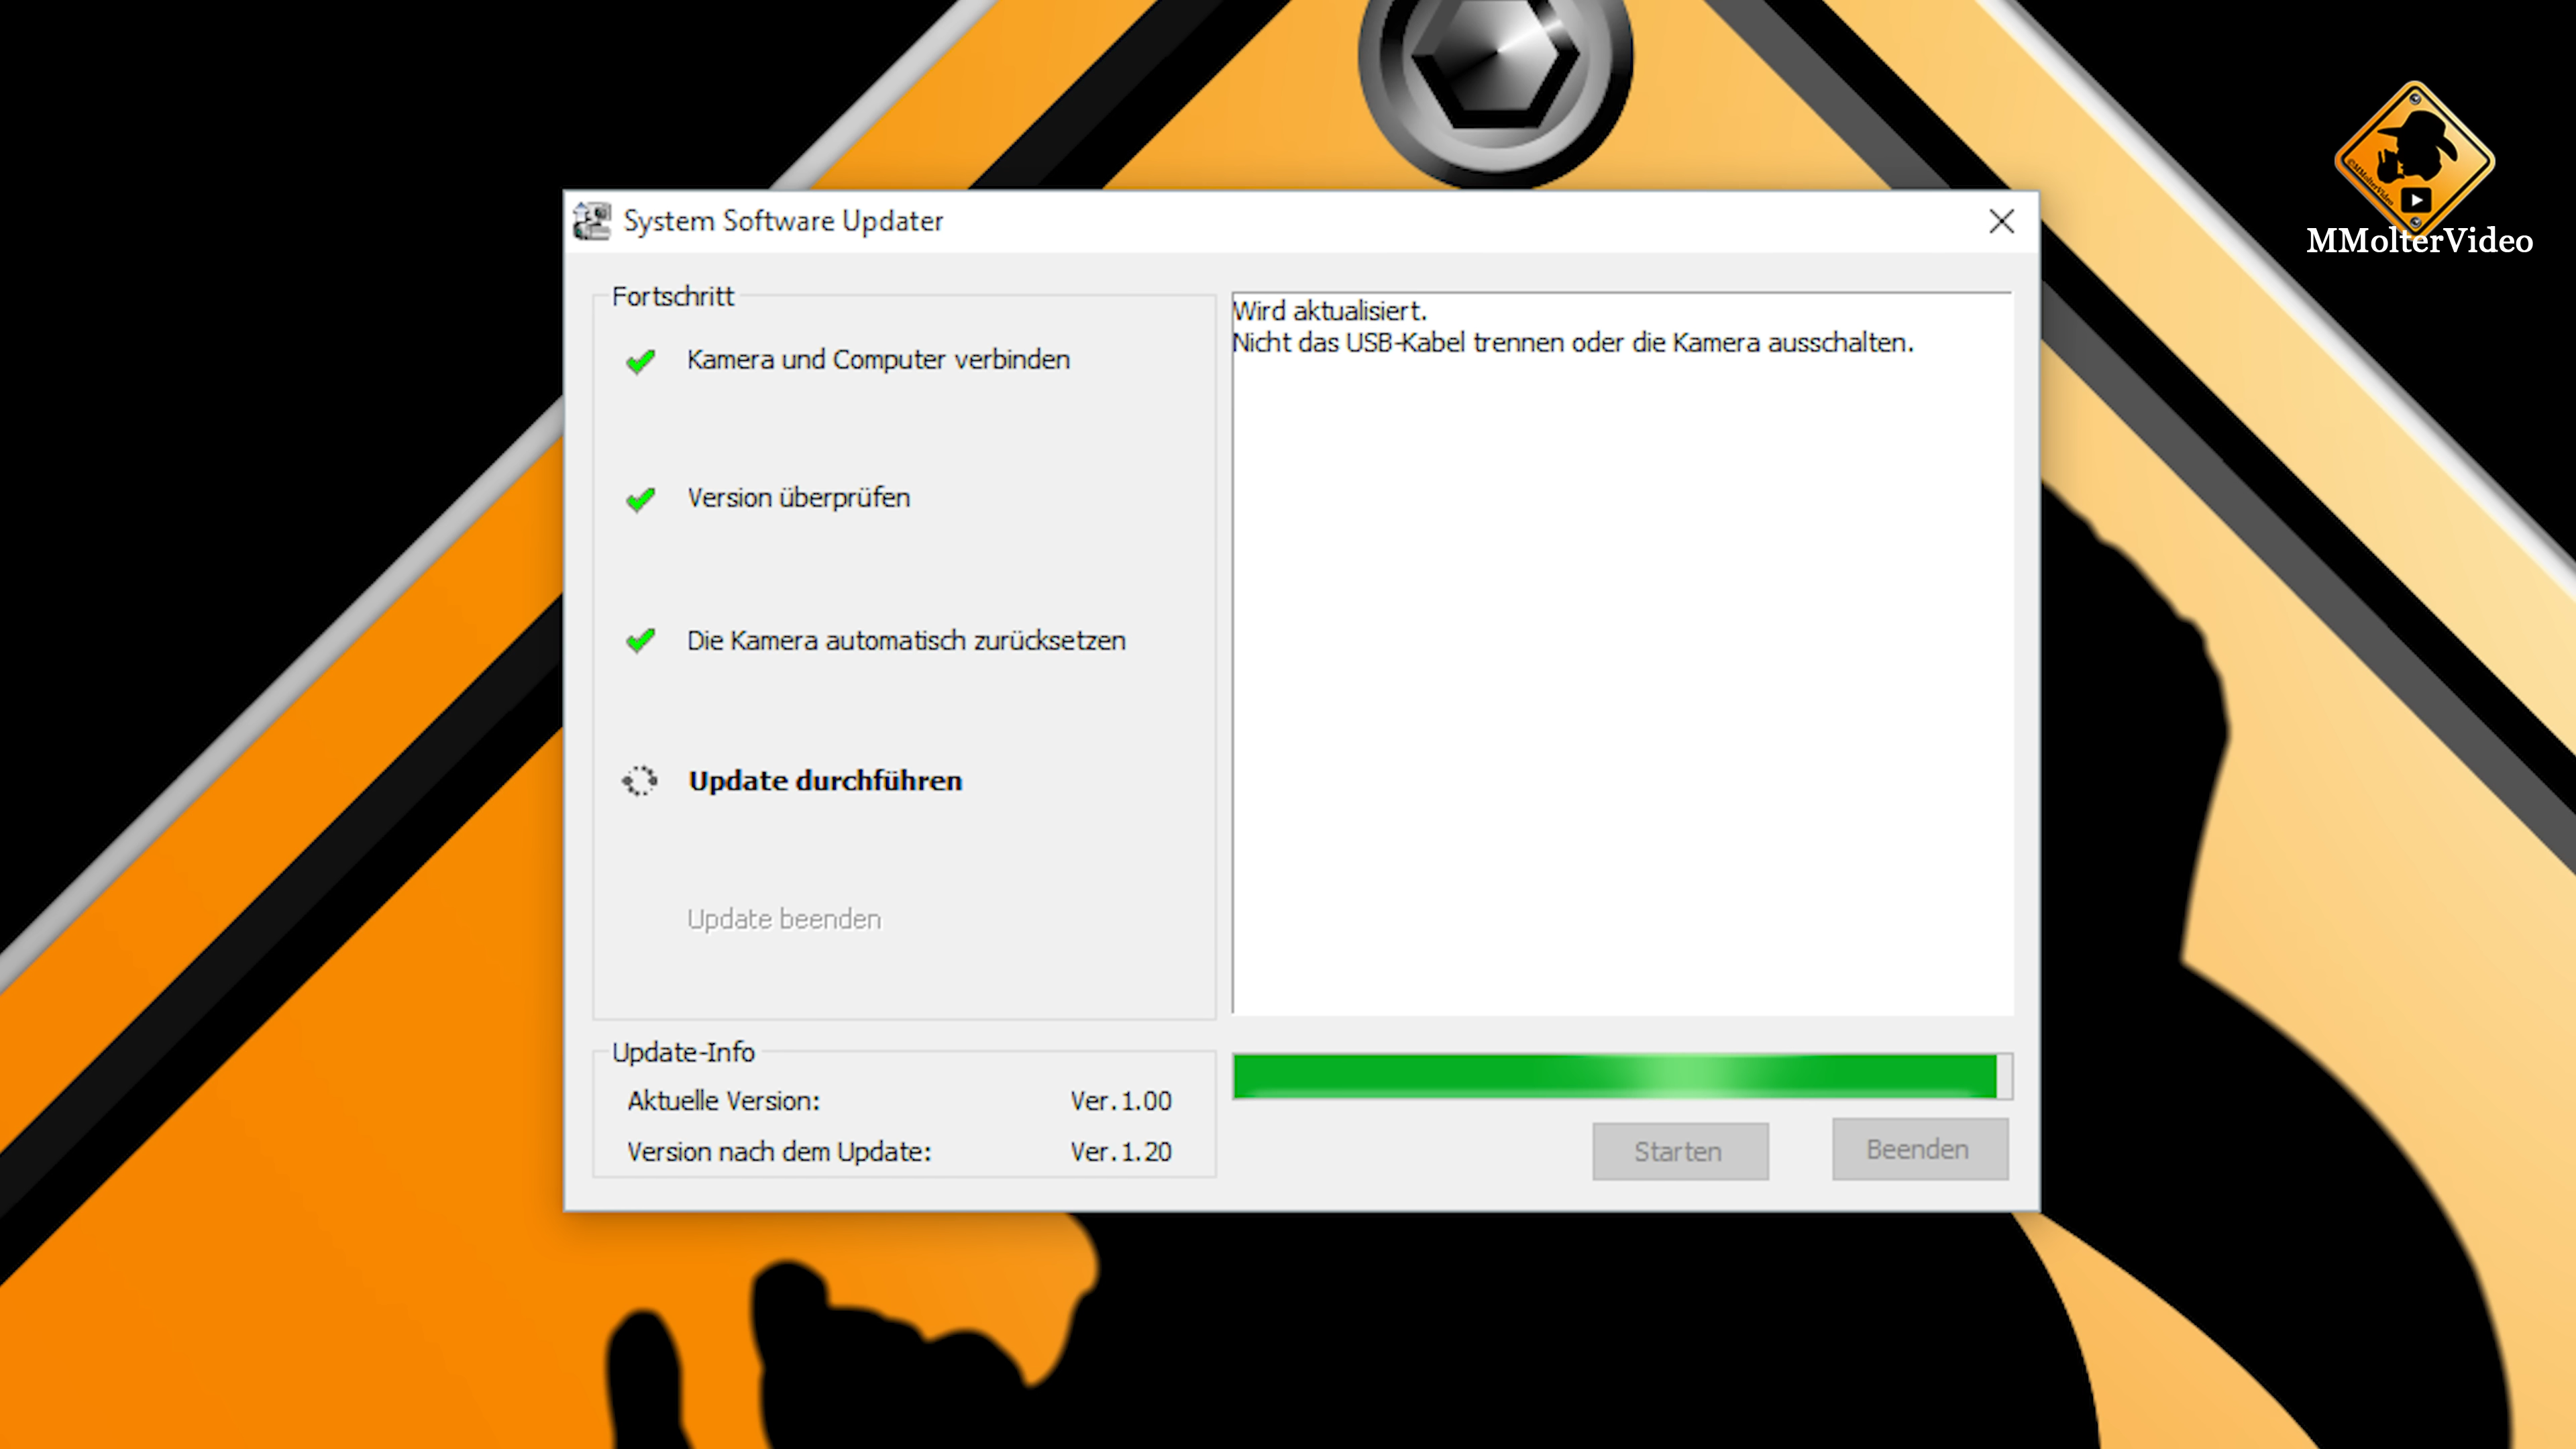 System Software Updater
Fortschritt
Kamera und Computer verbinden
Version überprüfen
Die Kamera automatisch zurücksetzen
Update durchführen
Update beenden
Wird aktualisiert.
Nicht das USB-Kabel trennen oder die Kamera ausschalten.
Update-Info
Aktuelle Version: Ver.1.00
Version nach dem Update: Ver.1.20
Starten
Beenden
©MMolterVideo
MMolterVideo